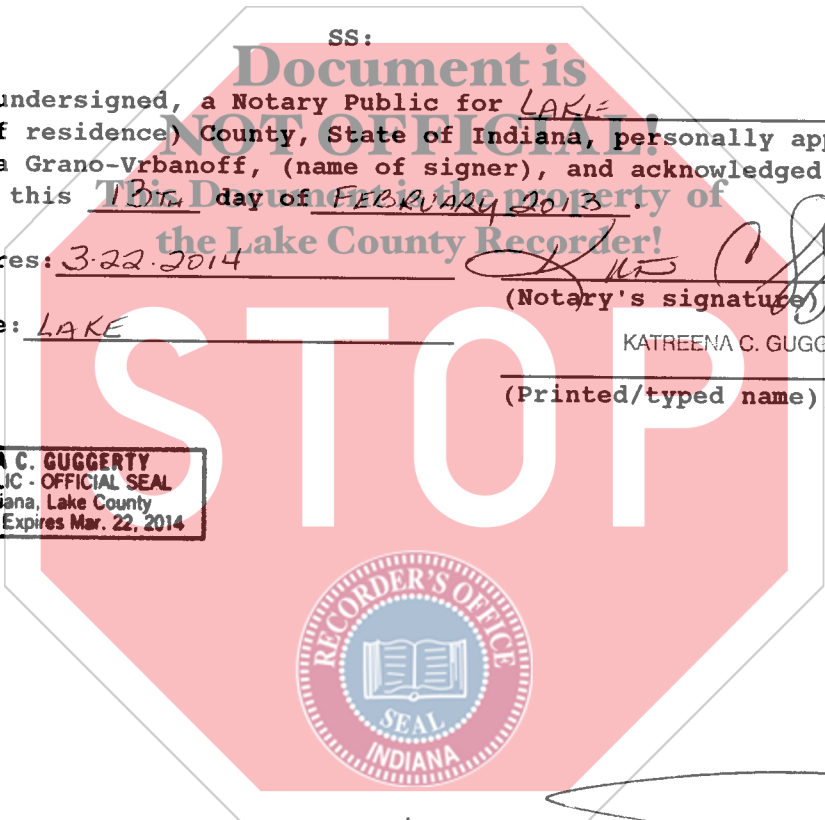 SS:
Document is
undersigned, a Notary Public for LAKE
NOT OFFICIAL!
f residence) County, State of Indiana, personally app
a Grano-Vrbanoff, (name of signer), and acknowledged
this 13TH day of FEBRUARY 2013.
This Document is the property of
the Lake County Recorder!
res: 3-22-2014
(Notary's signature)
e: LAKE
KATREENA C. GUGG
STOP
(Printed/typed name)
A C. GUGGERTY
IC - OFFICIAL SEAL
iana, Lake County
Expires Mar. 22, 2014
RECORDER'S OFFICE
SEAL
INDIANA